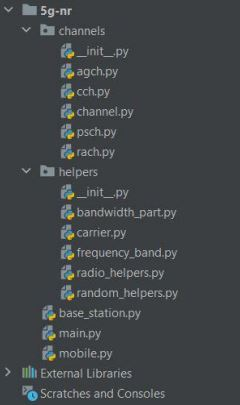 5g-nr
channels
__init__.py
agch.py
cch.py
channel.py
psch.py
rach.py
helpers
__init__.py
bandwidth_part.py
carrier.py
frequency_band.py
radio_helpers.py
random_helpers.py
base_station.py
main.py
mobile.py
External Libraries
Scratches and Consoles